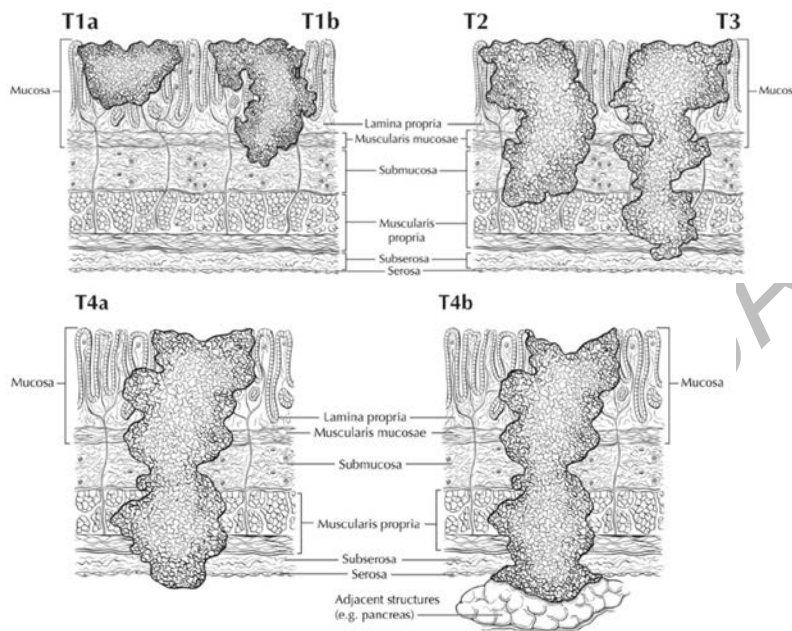 T1a T1b T2 T3
Mucosa
Mucos
Lamina propria
Muscularis mucosae
Submucosa
Muscularis
propria
Subserosa
Serosa
T4a T4b
Mucosa
Mucosa
Lamina propria
Muscularis mucosae
Submucosa
Muscularis propria
Subserosa
Serosa
Adjacent structures
(e.g. pancreas)